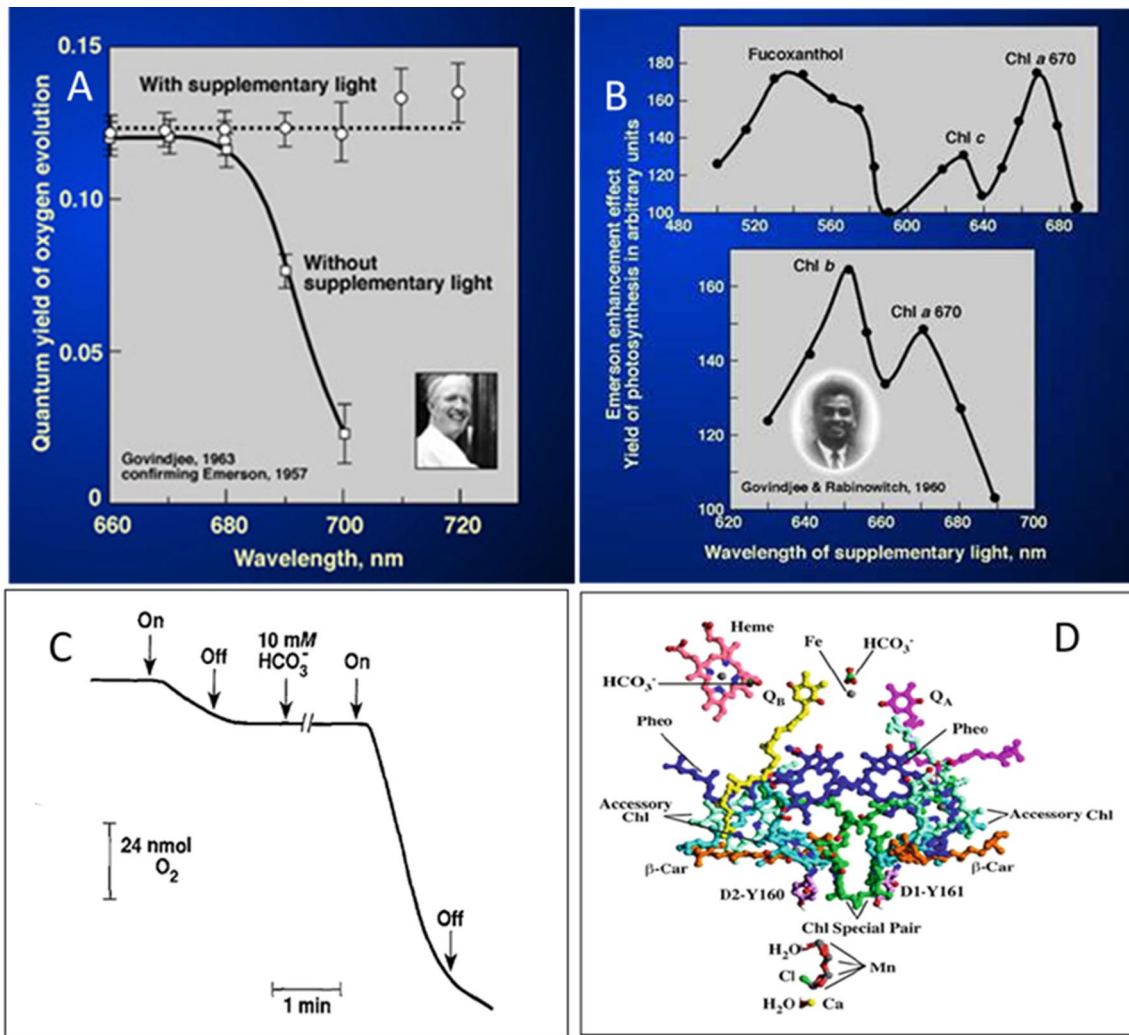 A
0.15
0.10
0.05
0
Quantum yield of oxygen evolution
With supplementary light
Without
supplementary light
Govindjee, 1963
confirming Emerson, 1957
660
680
700
720
Wavelength, nm
B
Emerson enhancement effect
Yield of photosynthesis in arbitrary units
180
160
140
120
100
Fucoxanthol
Chl c
Chl a 670
480
520
560
600
640
680
160
140
120
100
Chl b
Chl a 670
Govindjee & Rabinowitch, 1960
620
640
660
680
700
Wavelength of supplementary light, nm
C
On
Off
10 mM
HCO₃⁻
On
24 nmol
O₂
Off
1 min
D
Heme
Fe
HCO₃⁻
HCO₃⁻
Q_B
Q_A
Pheo
Pheo
Accessory
Chl
Accessory Chl
β-Car
β-Car
D2-Y160
D1-Y161
Chl Special Pair
H₂O
Mn
Cl
H₂O
Ca